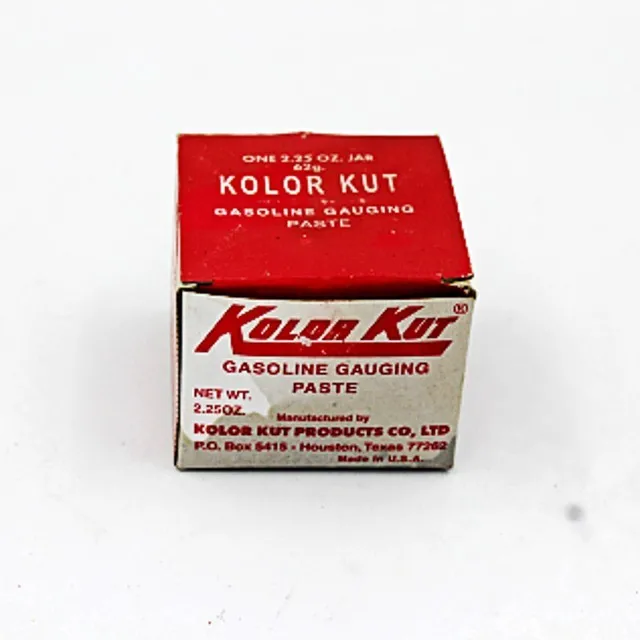 ONE 2.25 OZ. JAR
62g.
KOLOR KUT
GASOLINE GAUGING
PASTE
KOLOR KUT ®
GASOLINE GAUGING
PASTE
NET WT.
2.25OZ.
Manufactured by
KOLOR KUT PRODUCTS CO, LTD
P.O. Box 5415 - Houston, Texas 77262
Made in U.S.A.